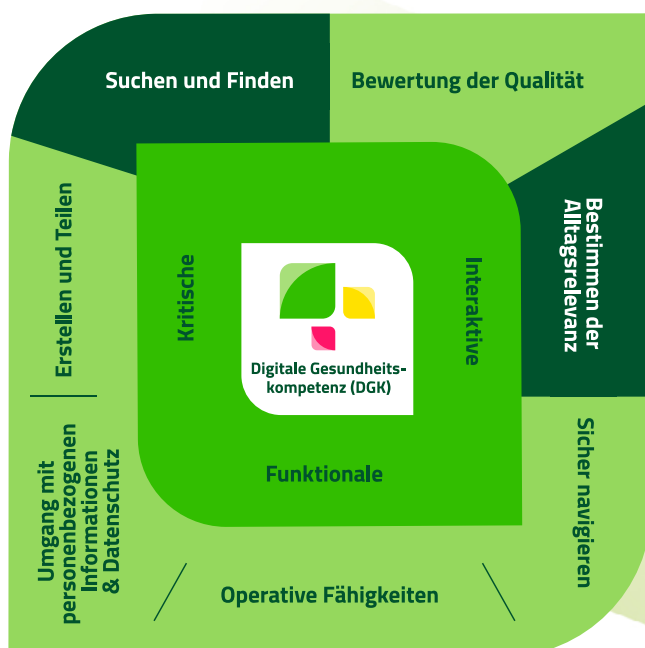 Suchen und Finden
Bewertung der Qualität
Bestimmen der
Alltagsrelevanz
Sicher navigieren
Operative Fähigkeiten
Umgang mit
personenbezogenen
Informationen
& Datenschutz
Erstellen und Teilen
Kritische
Interaktive
Funktionale
Digitale Gesundheits-
kompetenz (DGK)